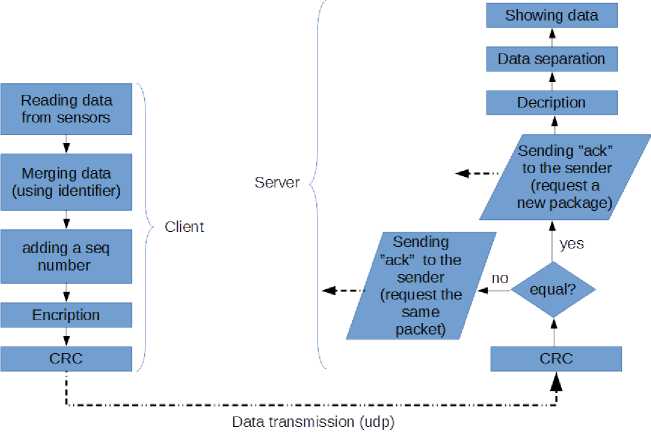 Reading data
from sensors
Merging data
(using identifier)
adding a seq
number
Encription
CRC
Client
Data transmission (udp)
Server
Showing data
Data separation
Decription
Sending "ack"
to the sender
(request a
new package)
yes
Sending
"ack" to the
sender
(request the
same
packet)
no
equal?
CRC